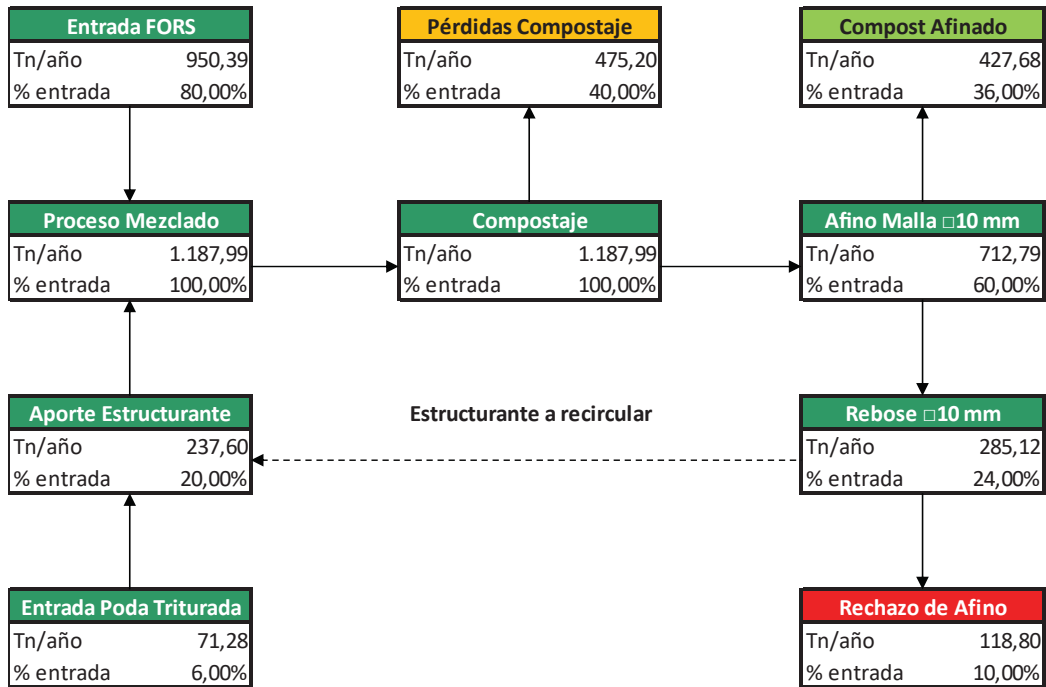 Entrada FORS
Tn/año 950,39
% entrada 80,00%
Pérdidas Compostaje
Tn/año 475,20
% entrada 40,00%
Compost Afinado
Tn/año 427,68
% entrada 36,00%
Proceso Mezclado
Tn/año 1.187,99
% entrada 100,00%
Compostaje
Tn/año 1.187,99
% entrada 100,00%
Afino Malla □10 mm
Tn/año 712,79
% entrada 60,00%
Aporte Estructurante
Tn/año 237,60
% entrada 20,00%
Estructurante a recircular
Rebose □10 mm
Tn/año 285,12
% entrada 24,00%
Entrada Poda Triturada
Tn/año 71,28
% entrada 6,00%
Rechazo de Afino
Tn/año 118,80
% entrada 10,00%